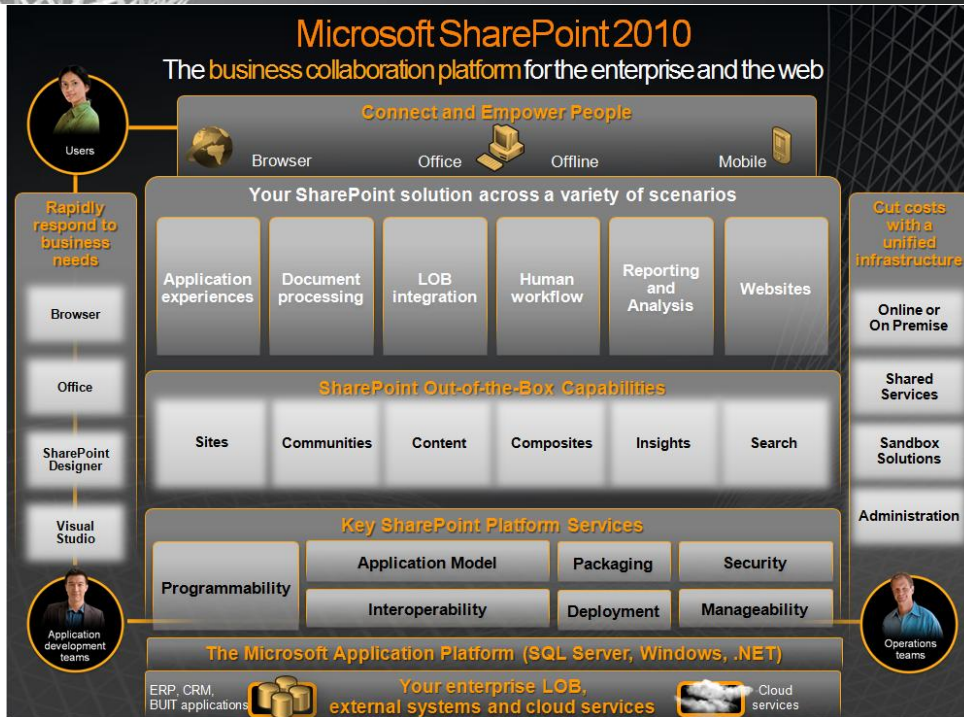 Microsoft SharePoint 2010
The business collaboration platform for the enterprise and the web
Users
Connect and Empower People
Browser
Office
Offline
Mobile
Rapidly
respond to
business
needs
Browser
Office
SharePoint
Designer
Visual
Studio
Application
development
teams
Your SharePoint solution across a variety of scenarios
Application
experiences
Document
processing
LOB
integration
Human
workflow
Reporting
and
Analysis
Websites
SharePoint Out-of-the-Box Capabilities
Sites
Communities
Content
Composites
Insights
Search
Key SharePoint Platform Services
Programmability
Application Model
Packaging
Security
Interoperability
Deployment
Manageability
The Microsoft Application Platform (SQL Server, Windows, .NET)
ERP, CRM,
BUIT applications
Your enterprise LOB,
external systems and cloud services
Cloud
services
Cut costs
with a
unified
infrastructure
Online or
On Premise
Shared
Services
Sandbox
Solutions
Administration
Operations
teams